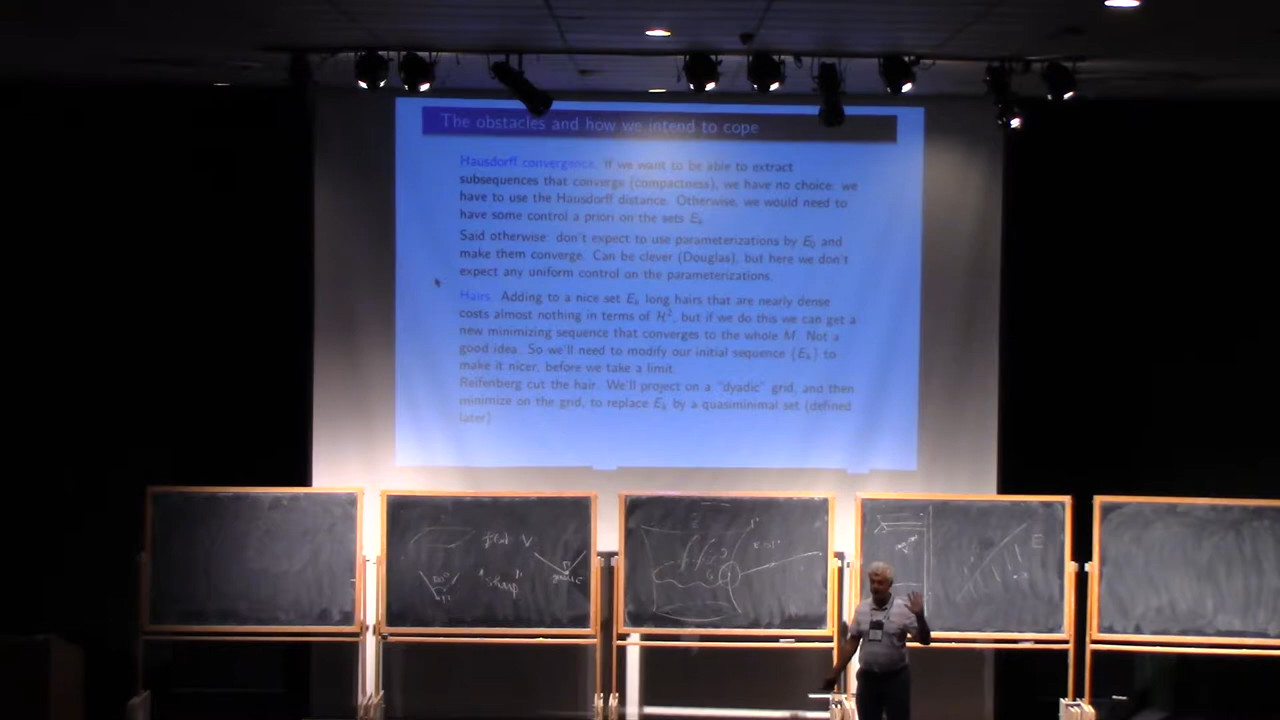 The obstacles and how we intend to cope
Hausdorff convergence. If we want to be able to extract
subsequences that converge (compactness), we have no choice: we
have to use the Hausdorff distance. Otherwise, we would need to
have some control a priori on the sets Eₖ.
Said otherwise: don't expect to use parameterizations by E₀ and
make them converge. Can be clever (Douglas), but here we don't
expect any uniform control on the parameterizations.
Hairs. Adding to a nice set Eₖ long hairs that are nearly dense
costs almost nothing in terms of ℋ², but if we do this we can get a
new minimizing sequence that converges to the whole M. Not a
good idea. So we'll need to modify our initial sequence {Eₖ} to
make it nicer, before we take a limit.
Reifenberg cut the hair. We'll project on a "dyadic" grid, and then
minimize on the grid, to replace Eₖ by a quasiminimal set (defined
later)
"sharp"
E